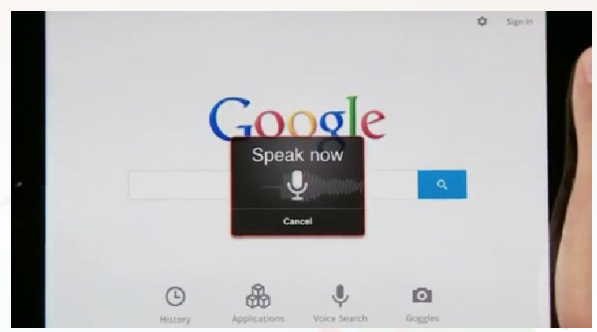 Sign in
Google
Speak now
Cancel
History Applications Voice Search Goggles